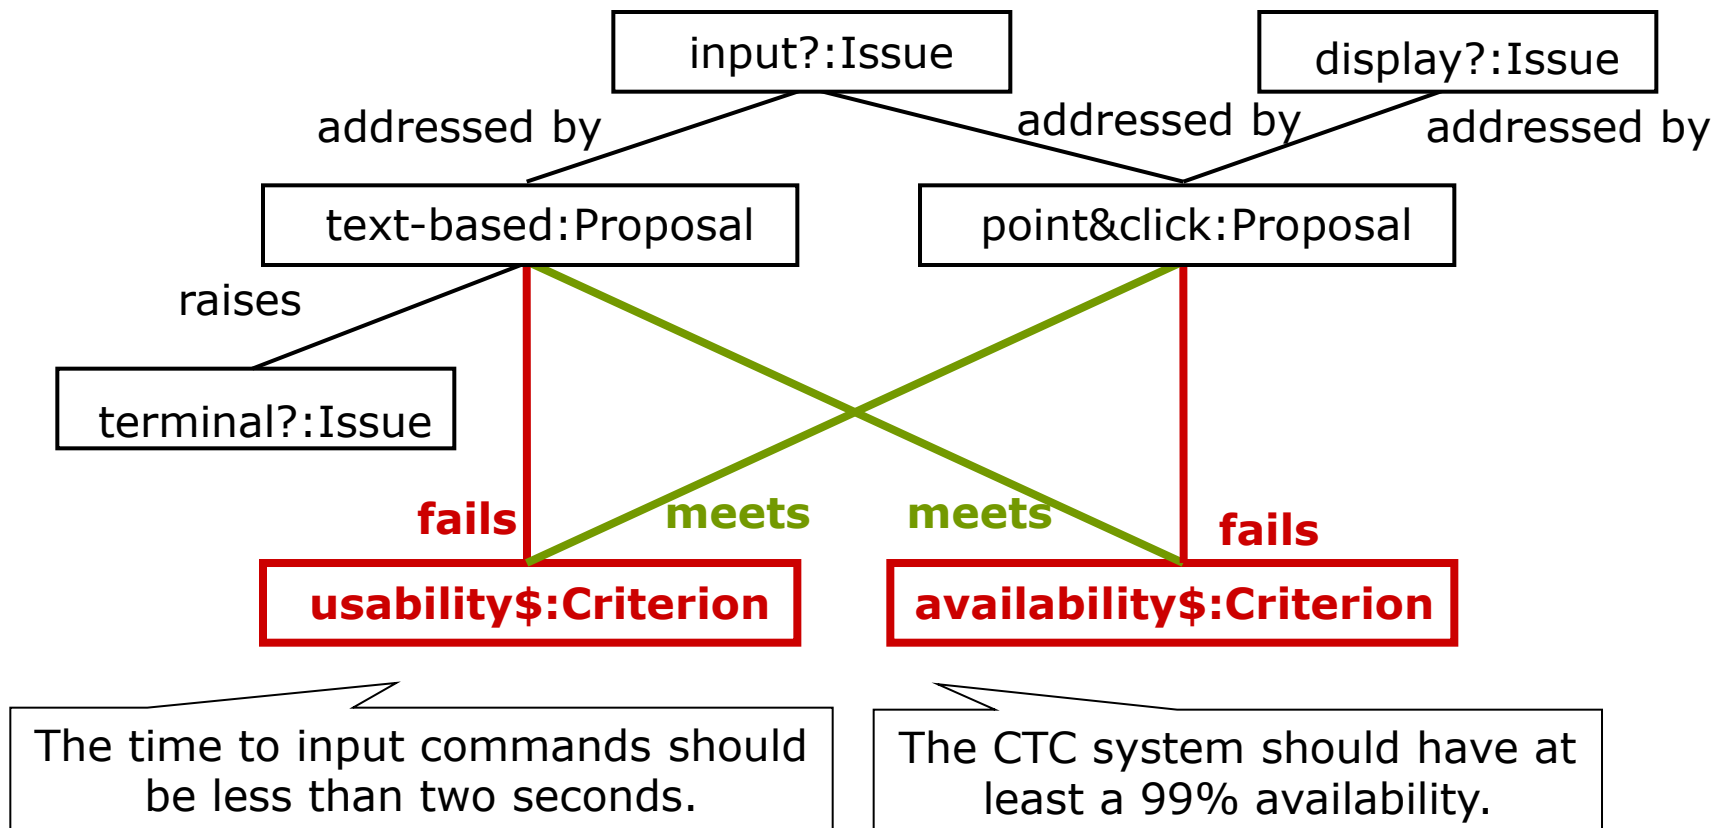 input?:Issue
display?:Issue
addressed by
addressed by
addressed by
text-based:Proposal
point&click:Proposal
raises
terminal?:Issue
fails
meets
meets
fails
usability$:Criterion
availability$:Criterion
The time to input commands should
be less than two seconds.
The CTC system should have at
least a 99% availability.